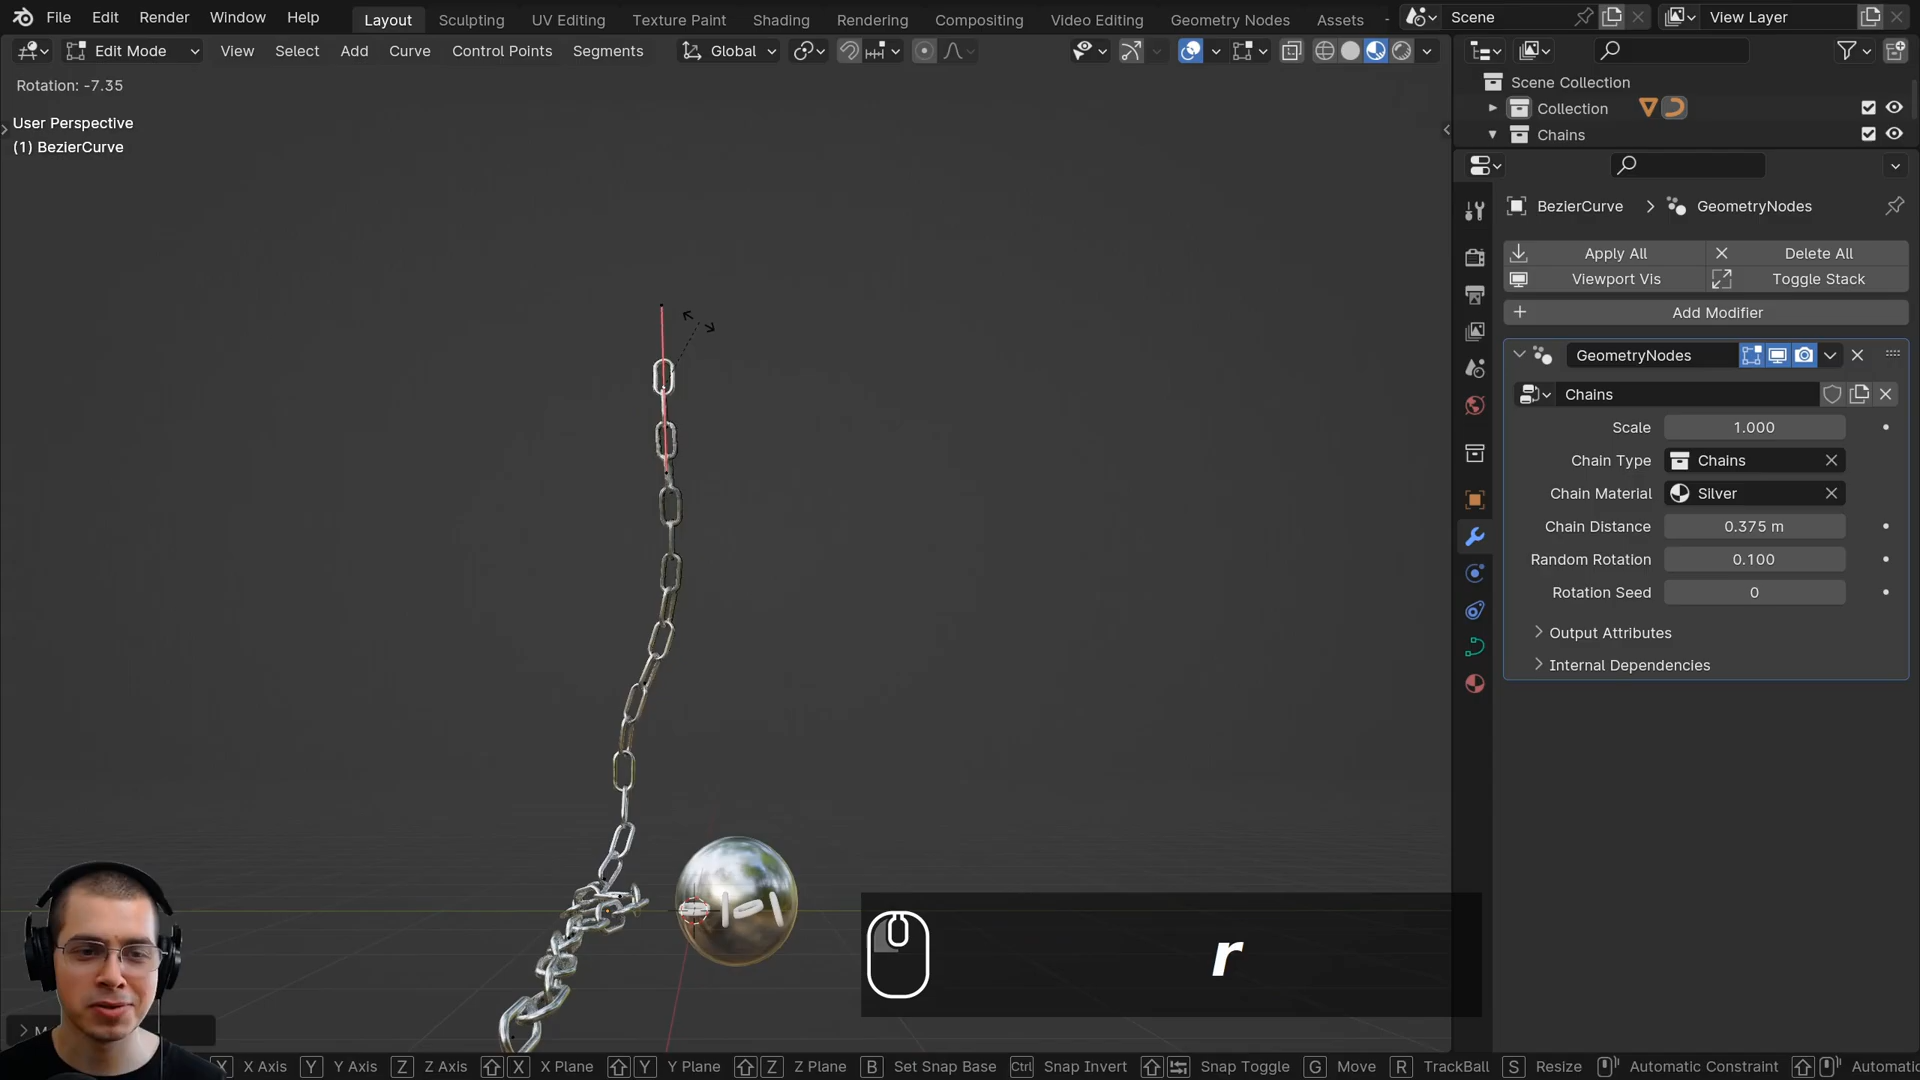 File Edit Render Window Help Layout Sculpting UV Editing Texture Paint Shading Rendering Compositing Video Editing Geometry Nodes Assets Scene View Layer
Edit Mode View Select Add Curve Control Points Segments Global
Rotation: -7.35
User Perspective
(1) BezierCurve
Scene Collection
Collection
Chains
BezierCurve > GeometryNodes
Apply All Delete All
Viewport Vis Toggle Stack
Add Modifier
GeometryNodes
Chains
Scale 1.000
Chain Type Chains
Chain Material Silver
Chain Distance 0.375 m
Random Rotation 0.100
Rotation Seed 0
Output Attributes
Internal Dependencies
r
X X Axis Y Y Axis Z Z Axis X X Plane Y Y Plane Z Z Plane B Set Snap Base Ctrl Snap Invert Snap Toggle G Move R TrackBall S Resize Automatic Constraint